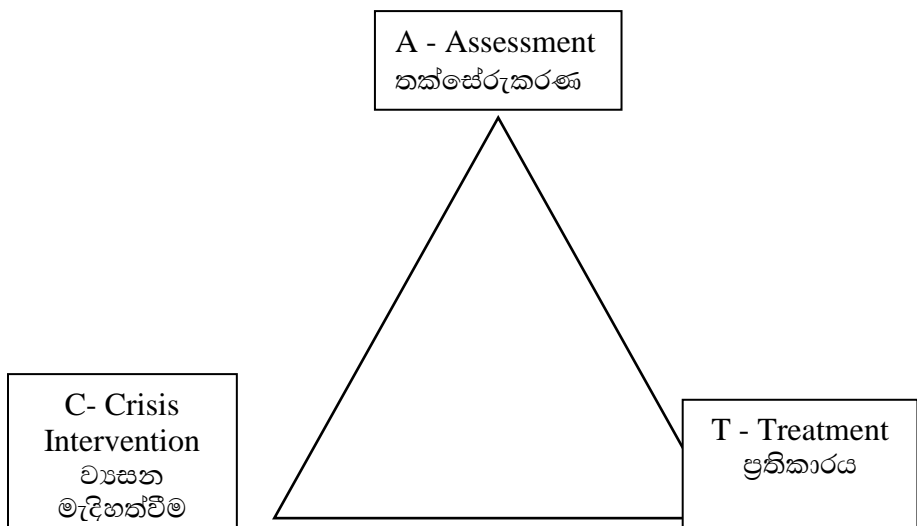 A - Assessment
තක්සේරුකරණ
C- Crisis
Intervention
ව්‍යසන
මැදිහත්වීම
T - Treatment
ප්‍රතිකාරය